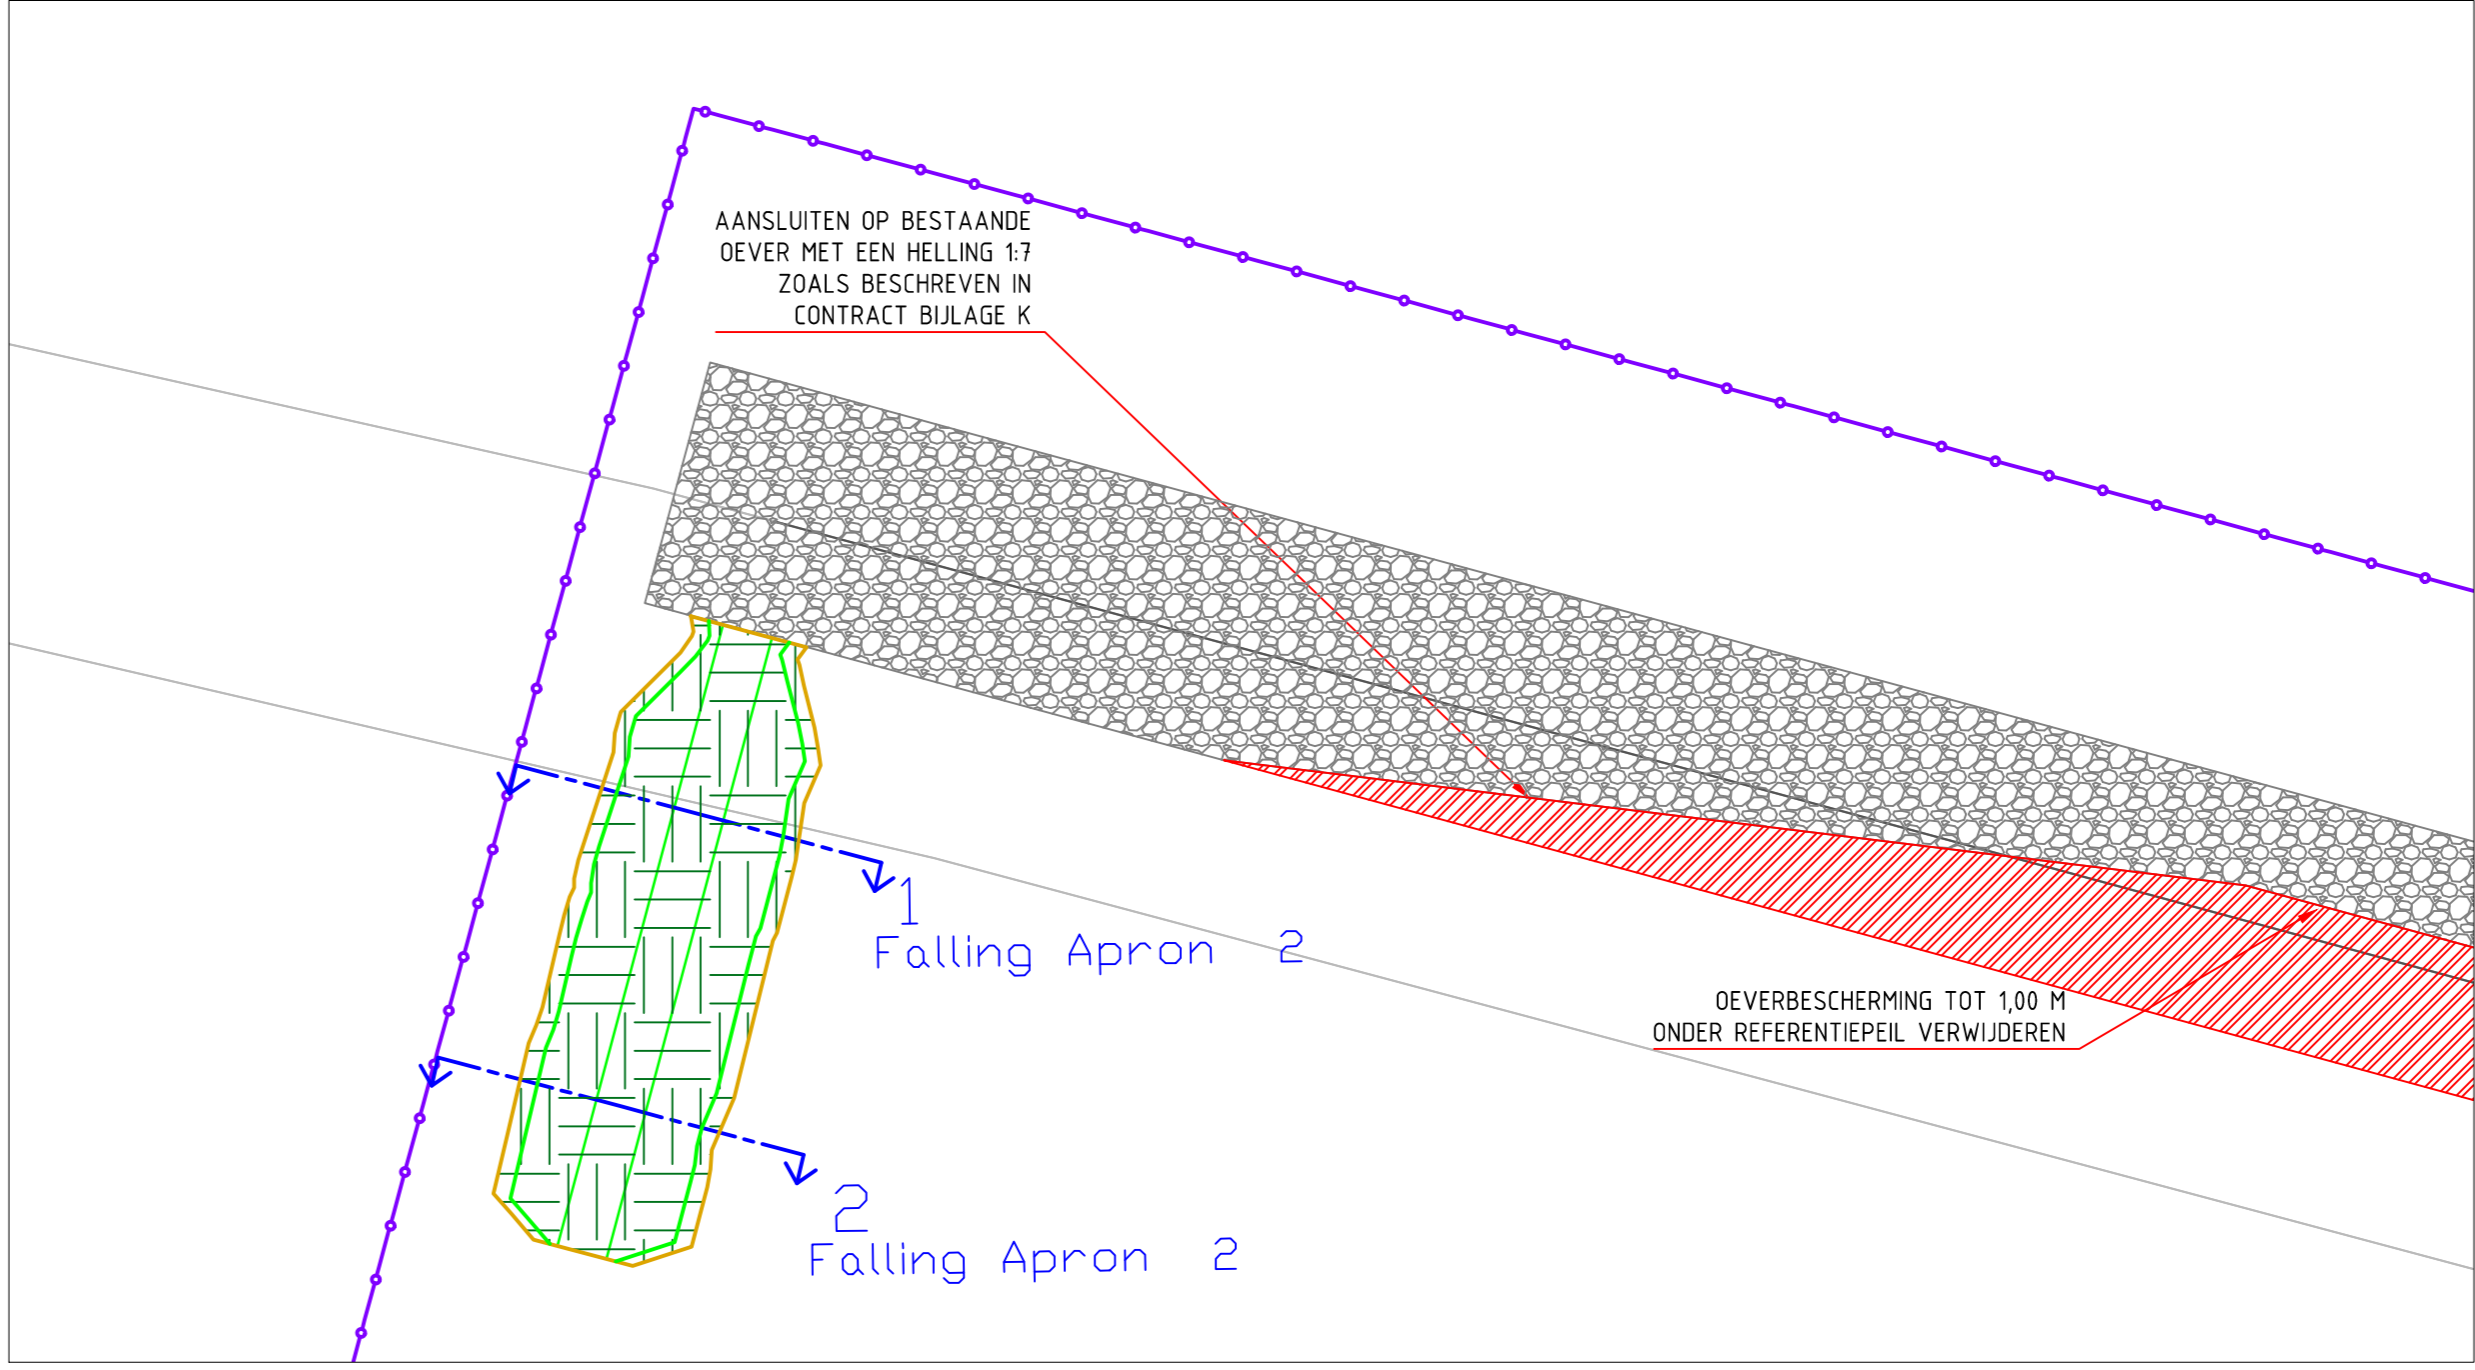 AANSLUITEN OP BESTAANDE
OEVER MET EEN HELLING 1:7
ZOALS BESCHREVEN IN
CONTRACT BIJLAGE K
1
Falling Apron 2
OEVERBESCHERMING TOT 1,00 M
ONDER REFERENTIEPEIL VERWIJDEREN
2
Falling Apron 2